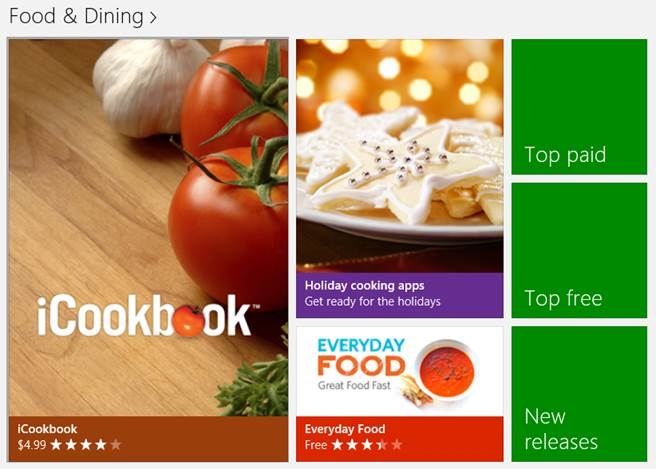 Food & Dining >
iCookbook™
iCookbook
$4.99
Holiday cooking apps
Get ready for the holidays
EVERYDAY
FOOD
Great Food Fast
Everyday Food
Free
Top paid
Top free
New
releases